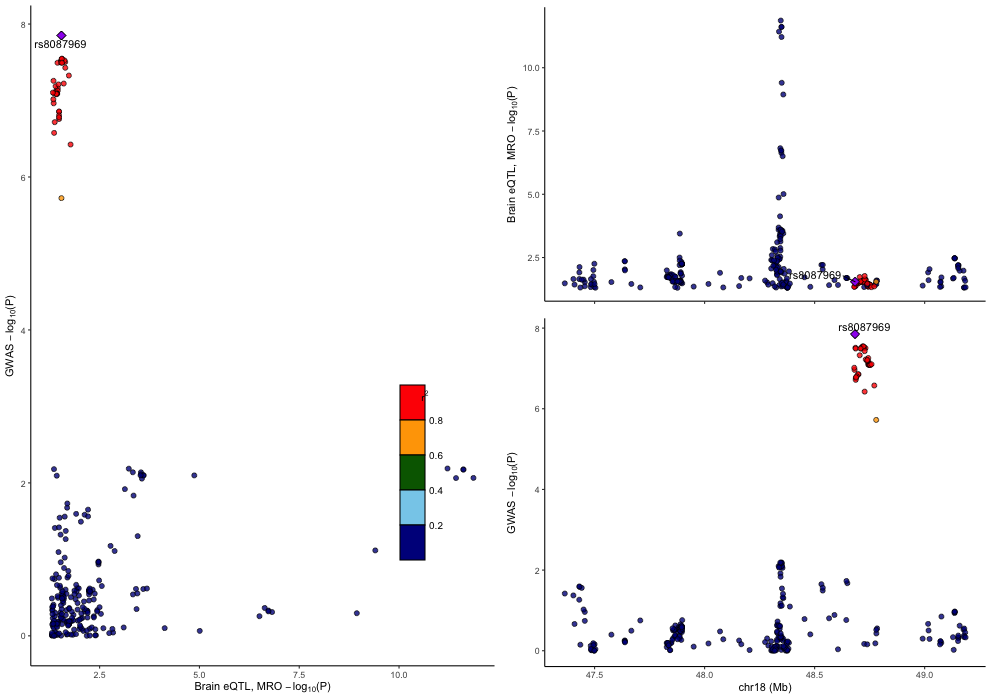 8
6
4
2
0
GWAS −log10(P)
rs8087969
r2
0.8
0.6
0.4
0.2
2.5
5.0
7.5
10.0
Brain eQTL, MRO −log10(P)
10.0
7.5
5.0
2.5
Brain eQTL, MRO −log10(P)
rs8087969
8
6
4
2
0
GWAS −log10(P)
rs8087969
47.5
48.0
48.5
49.0
chr18 (Mb)